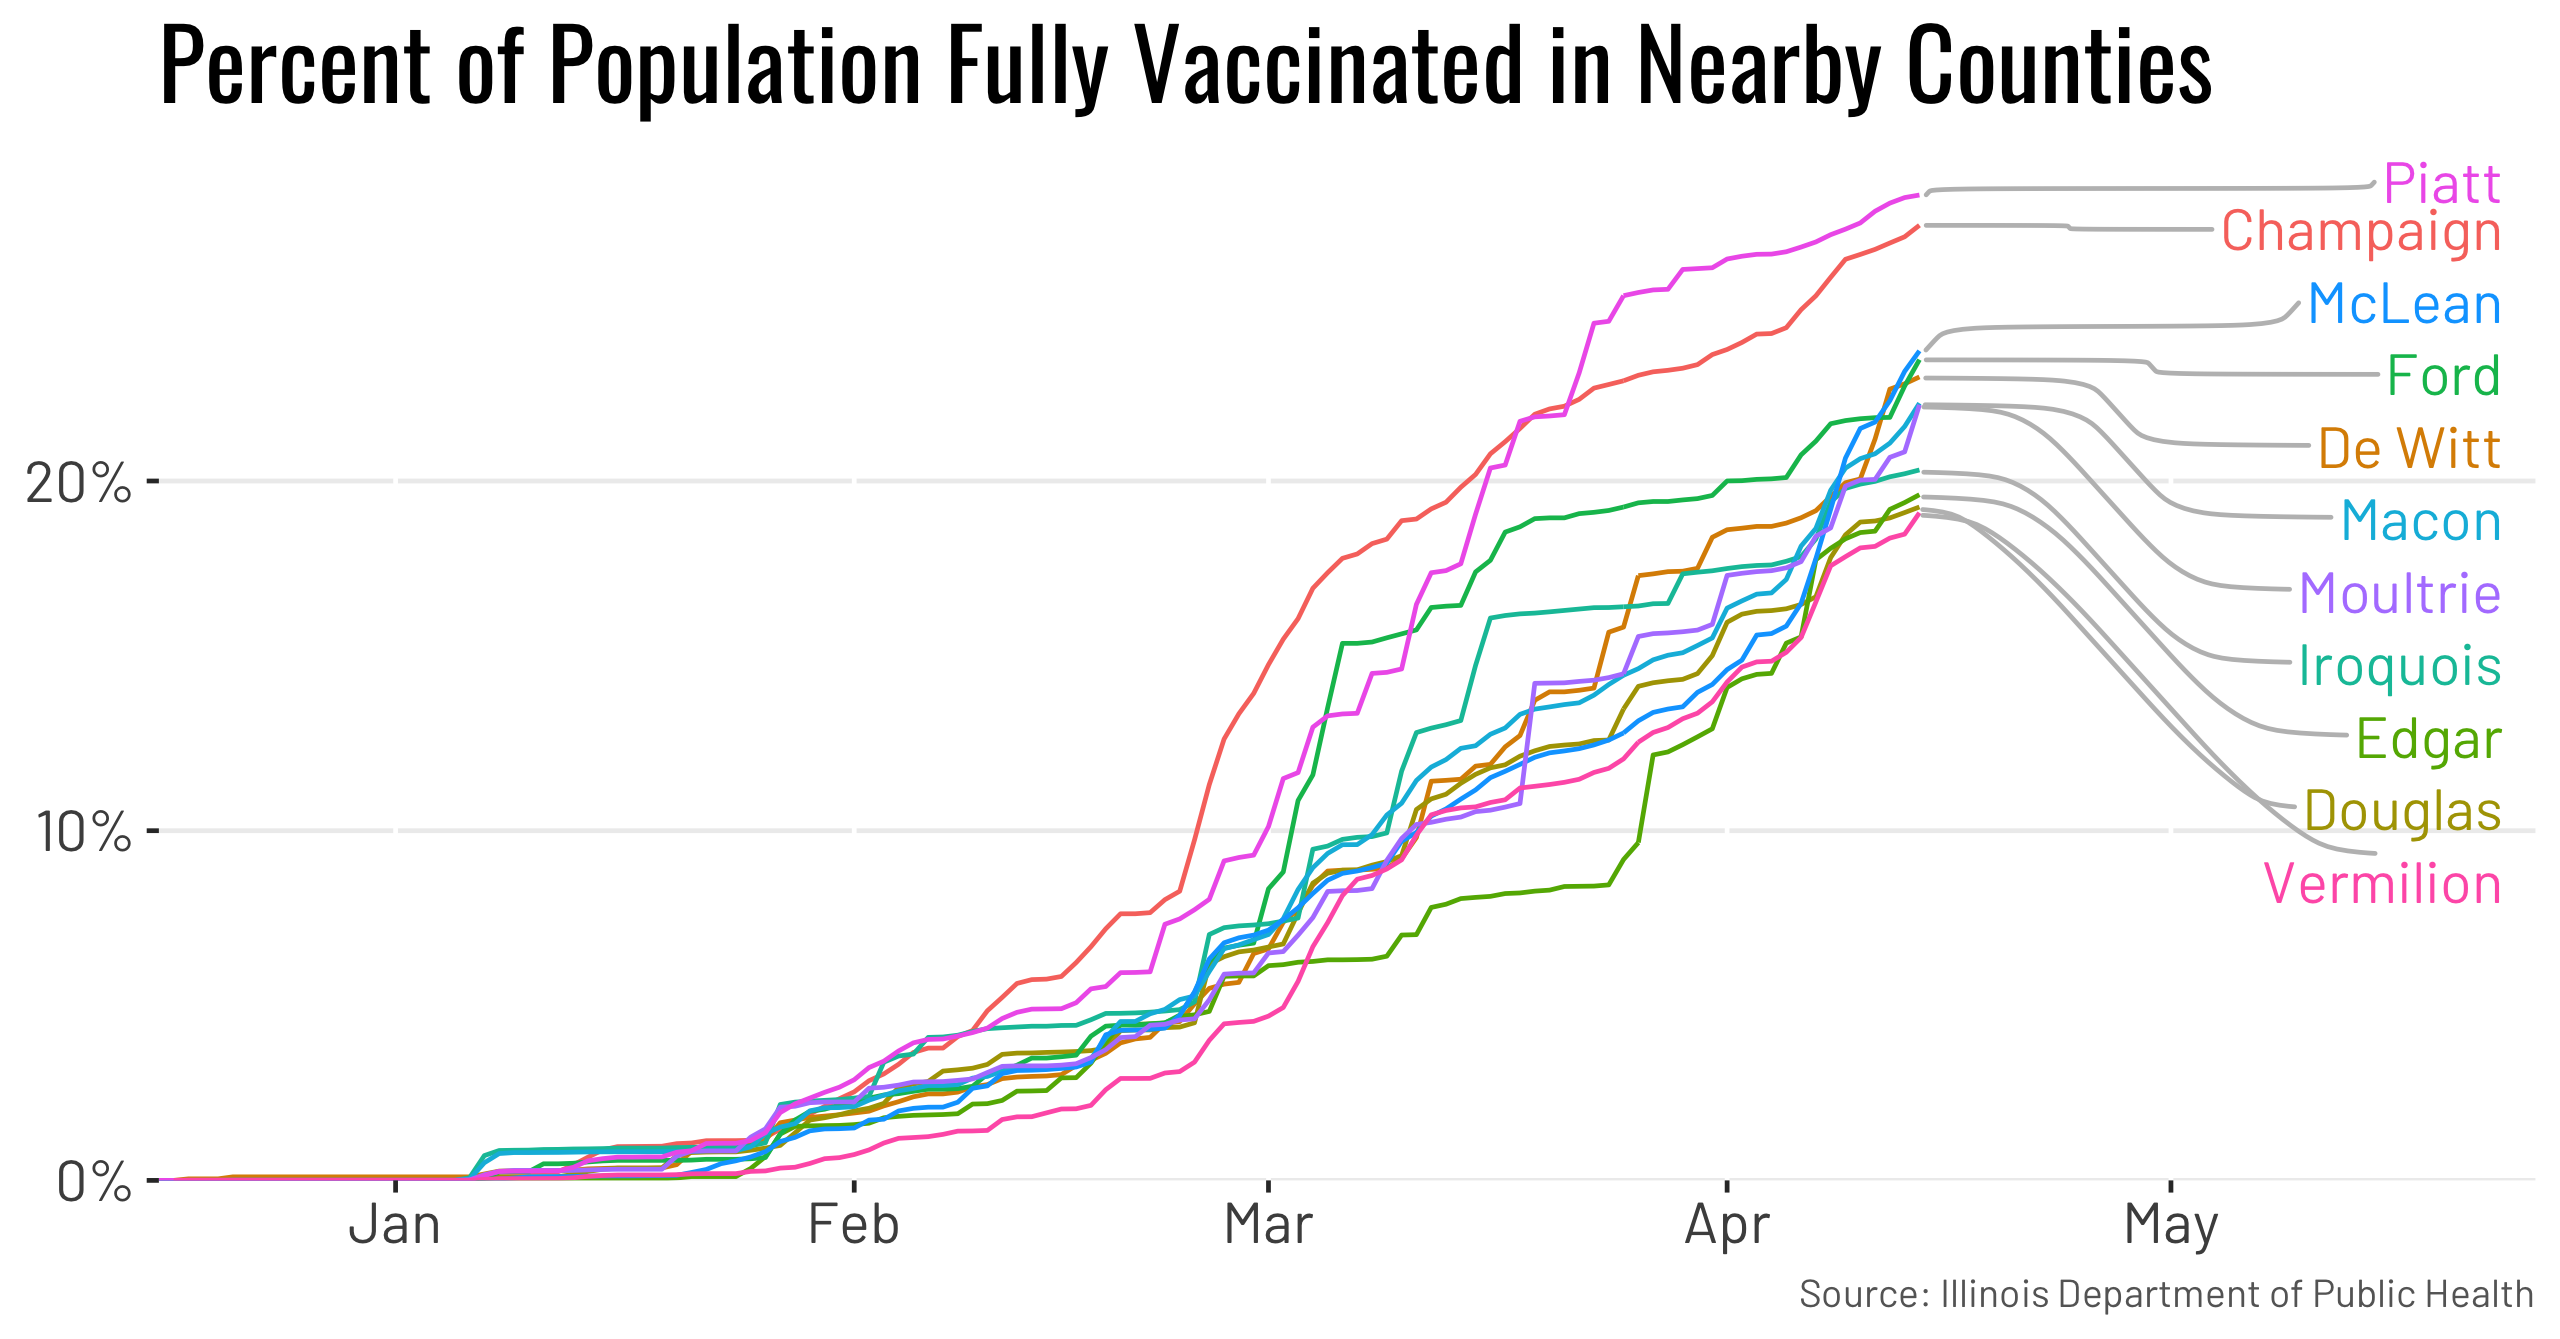 Percent of Population Fully Vaccinated in Nearby Counties
Piatt
Champaign
McLean
Ford
De Witt
Macon
Moultrie
Iroquois
Edgar
Douglas
Vermilion
20%
10%
0%
Jan Feb Mar Apr May
Source: Illinois Department of Public Health